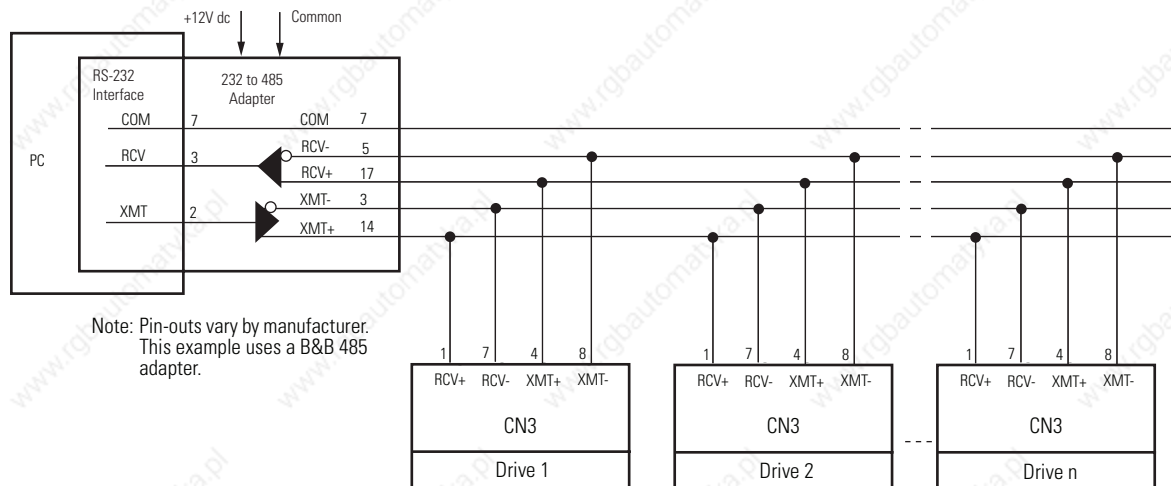 +12V dc
Common
RS-232
Interface
232 to 485
Adapter
COM
7
COM
7
RCV-
5
PC
RCV
3
RCV+
17
XMT-
3
XMT
2
XMT+
14
Note: Pin-outs vary by manufacturer.
This example uses a B&B 485
adapter.
1 7 4 8
RCV+ RCV- XMT+ XMT-
CN3
Drive 1
1 7 4 8
RCV+ RCV- XMT+ XMT-
CN3
Drive 2
1 7 4 8
RCV+ RCV- XMT+ XMT-
CN3
Drive n
www.rgbautomatyka.pl